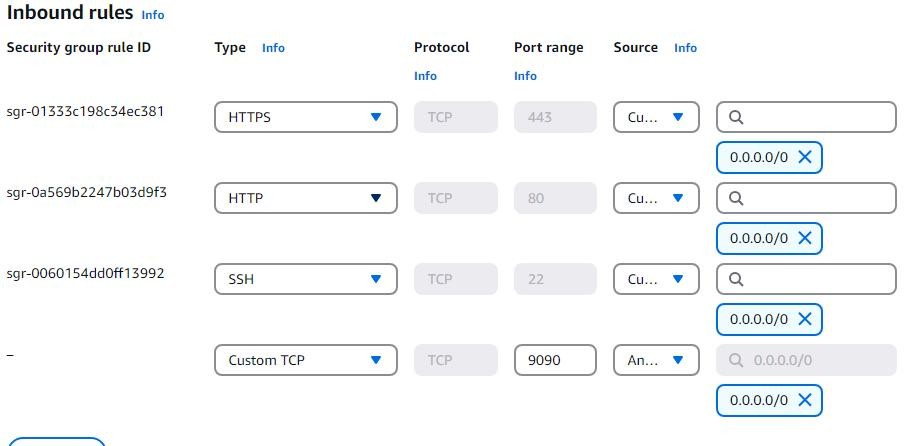 Inbound rules Info
Security group rule ID Type Info Protocol Info Port range Info Source Info
sgr-01333c198c34ec381 HTTPS TCP 443 Cu...
0.0.0.0/0
sgr-0a569b2247b03d9f3 HTTP TCP 80 Cu...
0.0.0.0/0
sgr-0060154dd0ff13992 SSH TCP 22 Cu...
0.0.0.0/0
– Custom TCP TCP 9090 An... 0.0.0.0/0
0.0.0.0/0